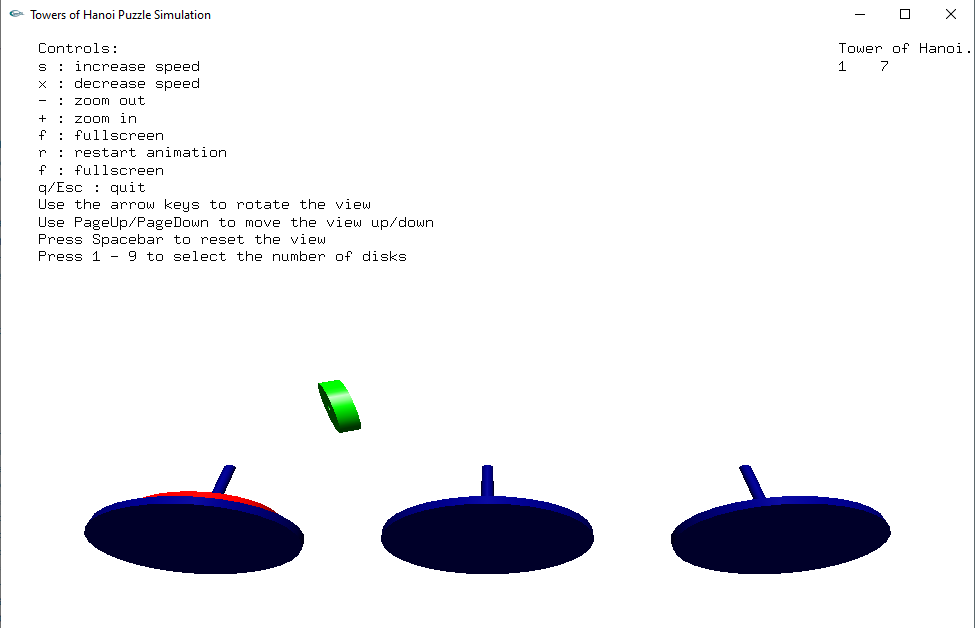 Towers of Hanoi Puzzle Simulation
Controls:
s : increase speed
x : decrease speed
- : zoom out
+ : zoom in
f : fullscreen
r : restart animation
f : fullscreen
q/Esc : quit
Use the arrow keys to rotate the view
Use PageUp/PageDown to move the view up/down
Press Spacebar to reset the view
Press 1 - 9 to select the number of disks
Tower of Hanoi.
1 7